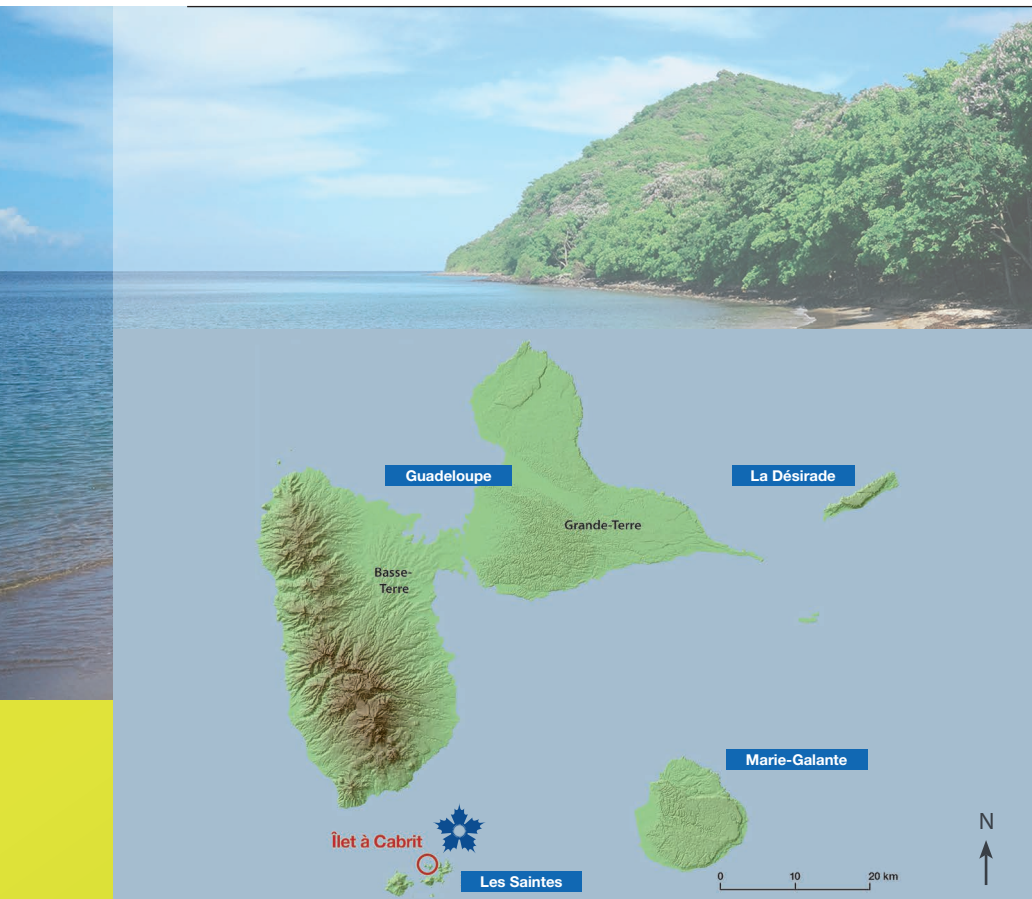 Guadeloupe
La Désirade
Grande-Terre
Basse-
Terre
Marie-Galante
Îlet à Cabrit
Les Saintes
N
0 10 20 km